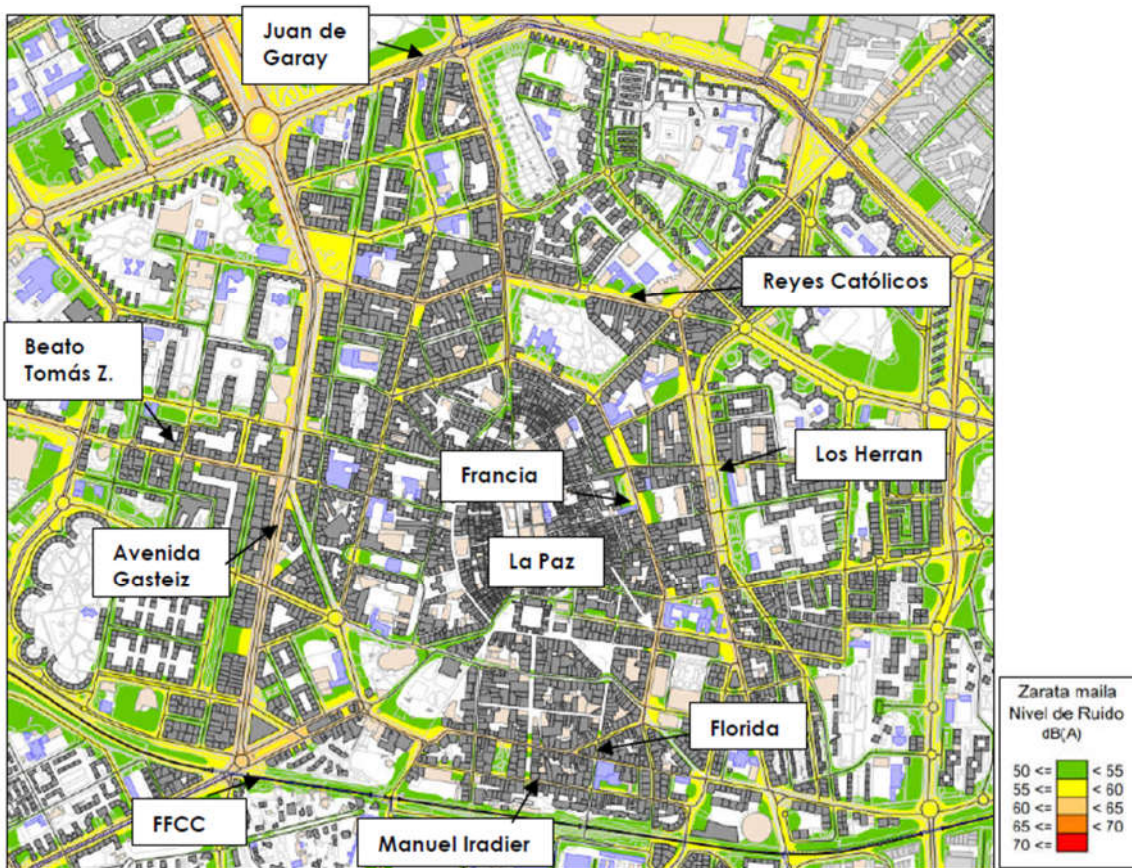 Juan de
Garay
Reyes Católicos
Beato
Tomás Z.
Francia
Los Herran
Avenida
Gasteiz
La Paz
Florida
FFCC
Manuel Iradier
Zarata maila
Nivel de Ruido
dB(A)
50 <= < 55
55 <= < 60
60 <= < 65
65 <= < 70
70 <=